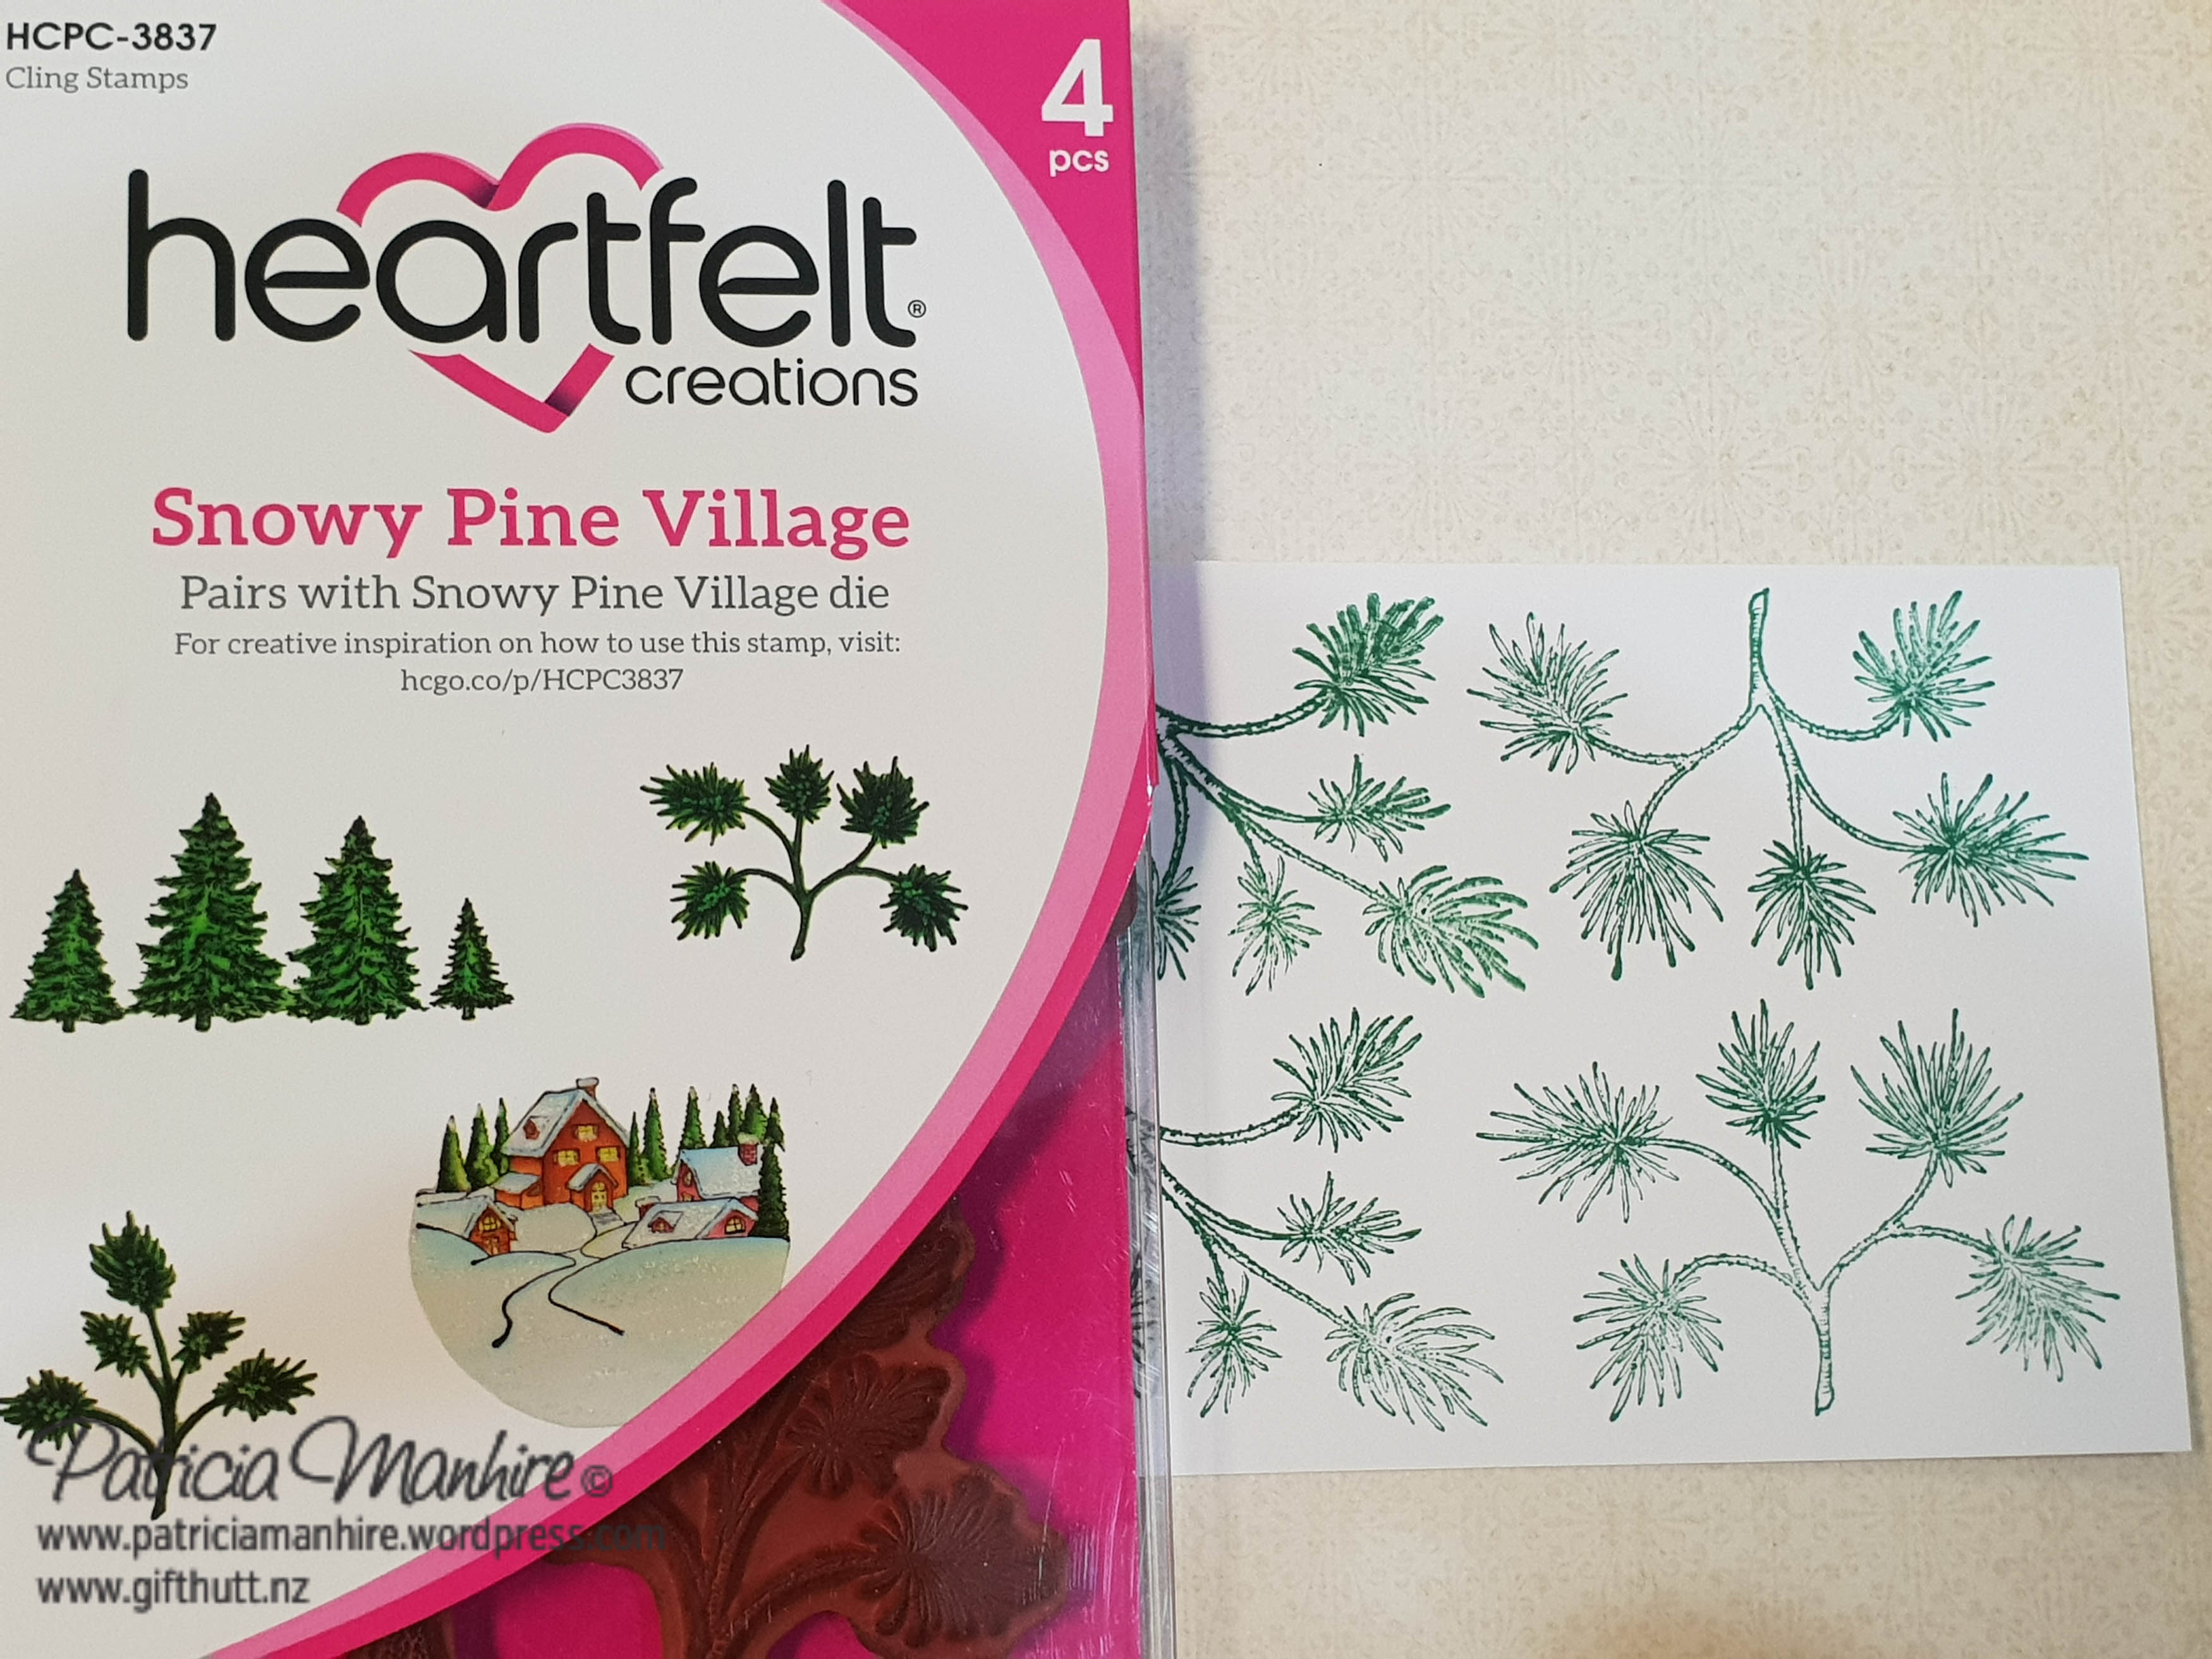 HCPC-3837
Cling Stamps
4
pcs
heartfelt®
creations
Snowy Pine Village
Pairs with Snowy Pine Village die
For creative inspiration on how to use this stamp, visit:
hcgo.co/p/HCPC3837
Patricia Manhire©
www.patriciamanhire.wordpress.com
www.gifthutt.nz